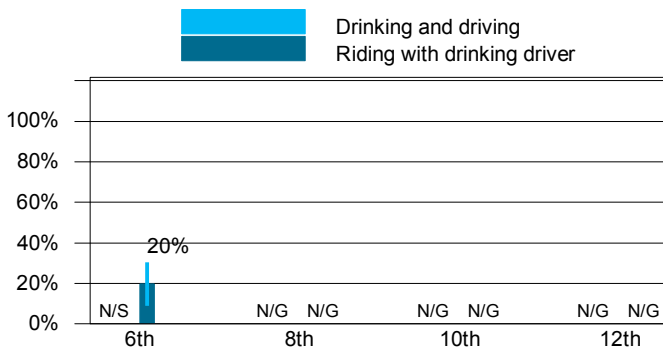 Drinking and driving
Riding with drinking driver
100%
80%
60%
40%
20%
20%
N/S N/G N/G N/G N/G N/G N/G
0%
6th 8th 10th 12th